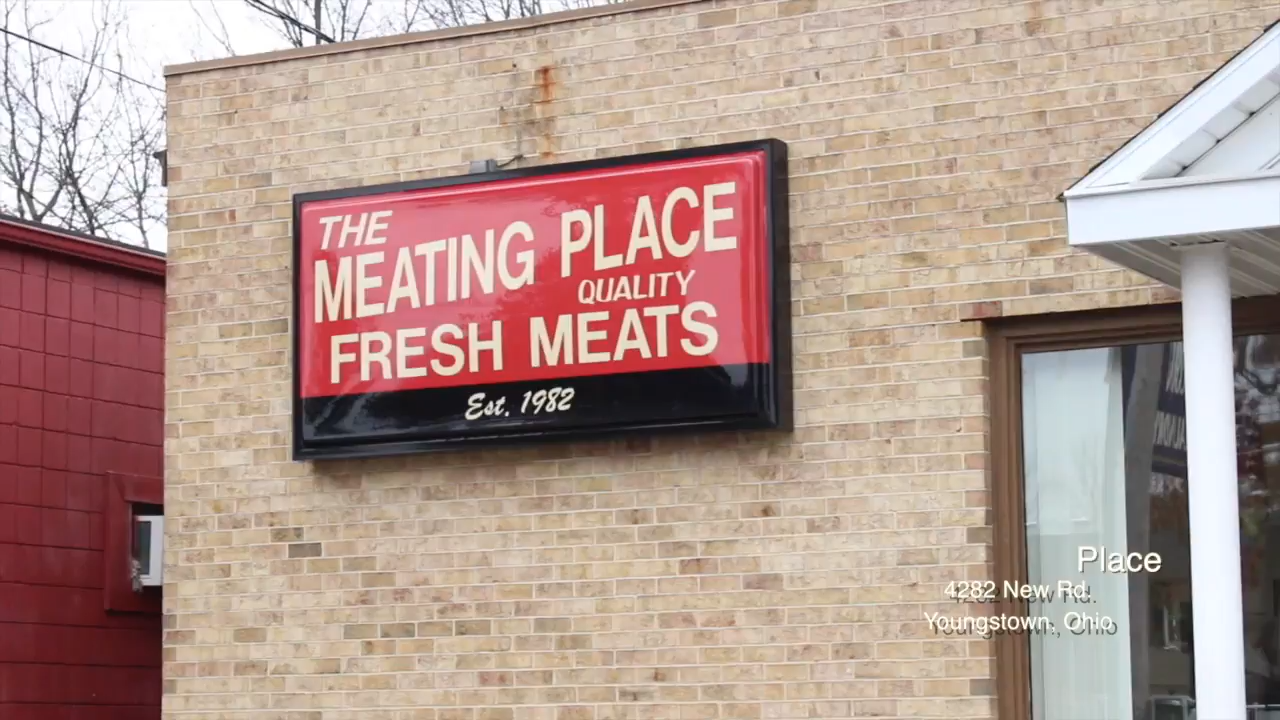 THE
MEATING PLACE
QUALITY
FRESH MEATS
Est. 1982
Place
4282 New Rd.
Youngstown, Ohio